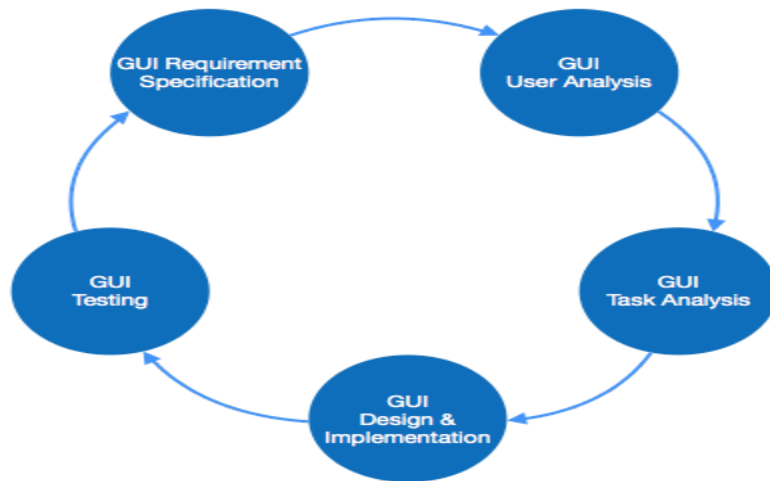 GUI Requirement
Specification
GUI
User Analysis
GUI
Task Analysis
GUI
Design &
Implementation
GUI
Testing